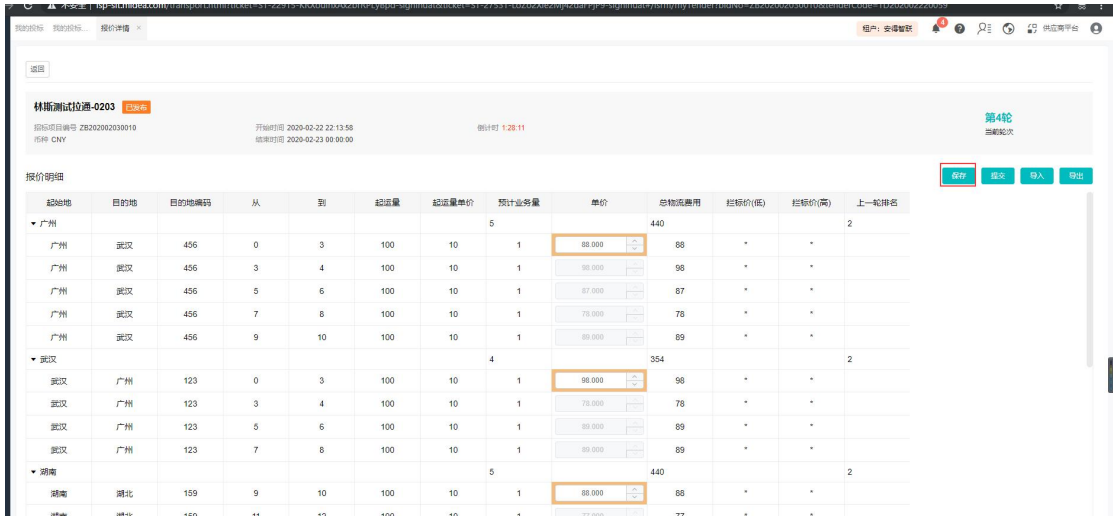 我的投标 我的投标... 报价详情 ×
租户：安得智联 4 供应商平台
返回
林斯测试拉通-0203 已发布
招标项目编号 ZB202002030010 开始时间 2020-02-22 22:13:58 倒计时 1:28:11 第4轮
币种 CNY 结束时间 2020-02-23 00:00:00 当前轮次
报价明细 保存 提交 导入 导出
起始地 目的地 目的地编码 从 到 起运量 起运量单价 预计业务量 单价 总物流费用 拦标价(低) 拦标价(高) 上一轮排名
广州 5 440 2
广州 武汉 456 0 3 100 10 1 88.000 88 * *
广州 武汉 456 3 4 100 10 1 98.000 98 * *
广州 武汉 456 5 6 100 10 1 87.000 87 * *
广州 武汉 456 7 8 100 10 1 78.000 78 * *
广州 武汉 456 9 10 100 10 1 89.000 89 * *
武汉 4 354 2
武汉 广州 123 0 3 100 10 1 98.000 98 * *
武汉 广州 123 3 4 100 10 1 78.000 78 * *
武汉 广州 123 5 6 100 10 1 89.000 89 * *
武汉 广州 123 7 8 100 10 1 89.000 89 * *
湖南 5 440 2
湖南 湖北 159 9 10 100 10 1 88.000 88 * *
湖南 湖北 159 11 12 100 10 1 77.000 77